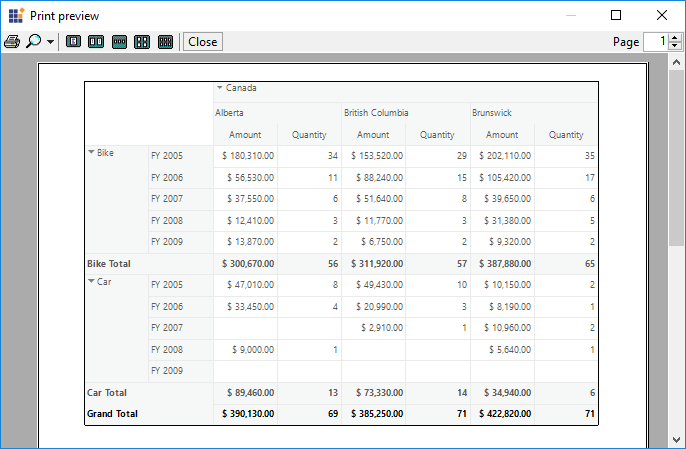 Print preview
Close Page 1
Canada
Alberta British Columbia Brunswick
Amount Quantity Amount Quantity Amount Quantity
Bike FY 2005 $ 180,310.00 34 $ 153,520.00 29 $ 202,110.00 35
FY 2006 $ 56,530.00 11 $ 88,240.00 15 $ 105,420.00 17
FY 2007 $ 37,550.00 6 $ 51,640.00 8 $ 39,650.00 6
FY 2008 $ 12,410.00 3 $ 11,770.00 3 $ 31,380.00 5
FY 2009 $ 13,870.00 2 $ 6,750.00 2 $ 9,320.00 2
Bike Total $ 300,670.00 56 $ 311,920.00 57 $ 387,880.00 65
Car FY 2005 $ 47,010.00 8 $ 49,430.00 10 $ 10,150.00 2
FY 2006 $ 33,450.00 4 $ 20,990.00 3 $ 8,190.00 1
FY 2007 $ 2,910.00 1 $ 10,960.00 2
FY 2008 $ 9,000.00 1 $ 5,640.00 1
FY 2009
Car Total $ 89,460.00 13 $ 73,330.00 14 $ 34,940.00 6
Grand Total $ 390,130.00 69 $ 385,250.00 71 $ 422,820.00 71